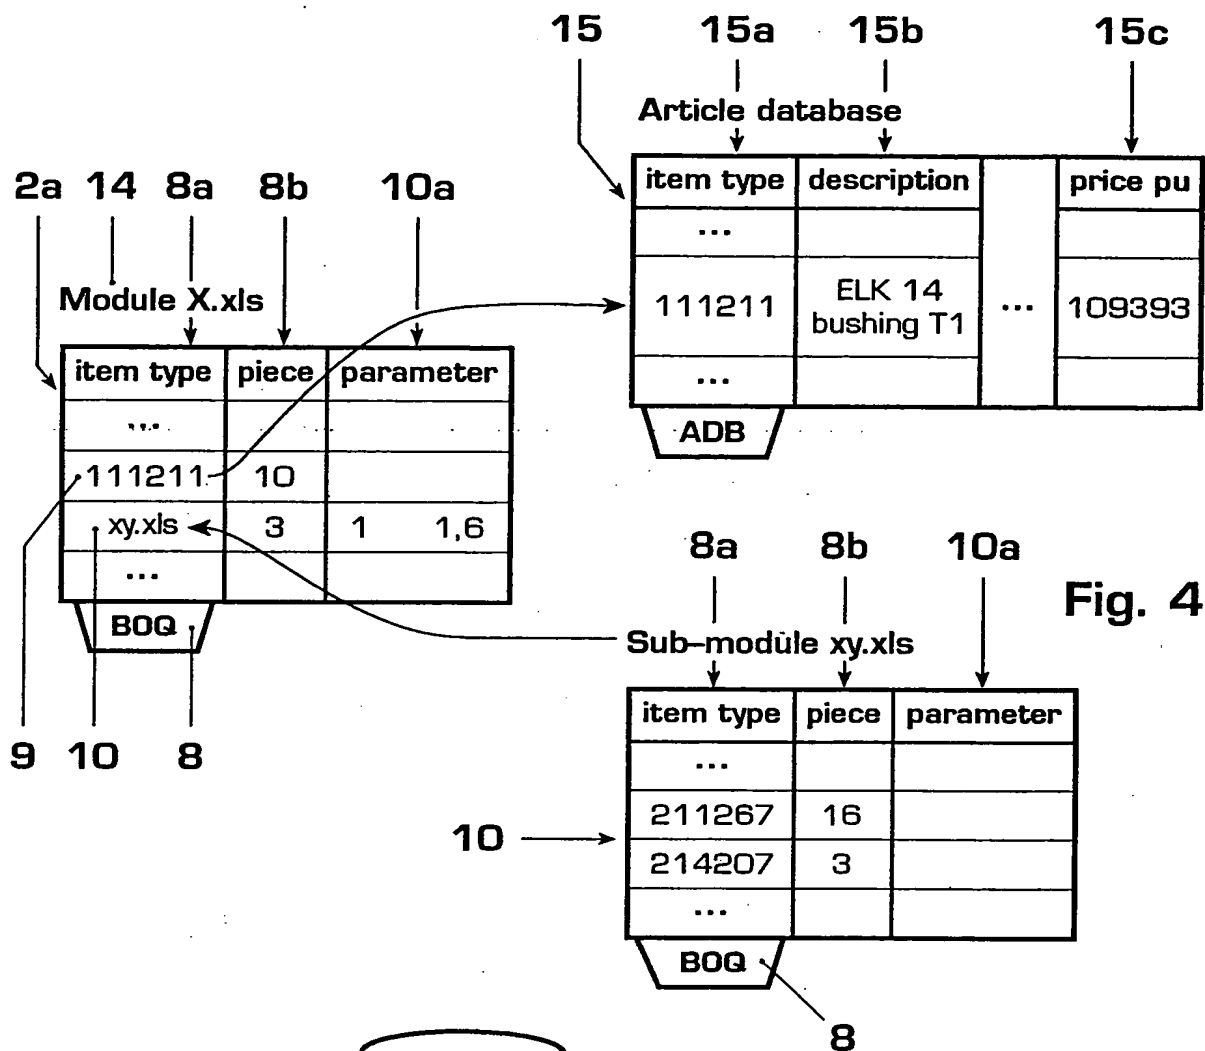 15 15a 15b 15c
Article database
item type description price pu
...
111211 ELK 14 bushing T1 ... 109393
...
ADB
2a 14 8a 8b 10a
Module X.xls
item type piece parameter
...
111211 10
xy.xls 3 1 1,6
...
BOQ
9 10 8
8a 8b 10a
Fig. 4
Sub-module xy.xls
item type piece parameter
...
211267 16
10
214207 3
...
BOQ
8